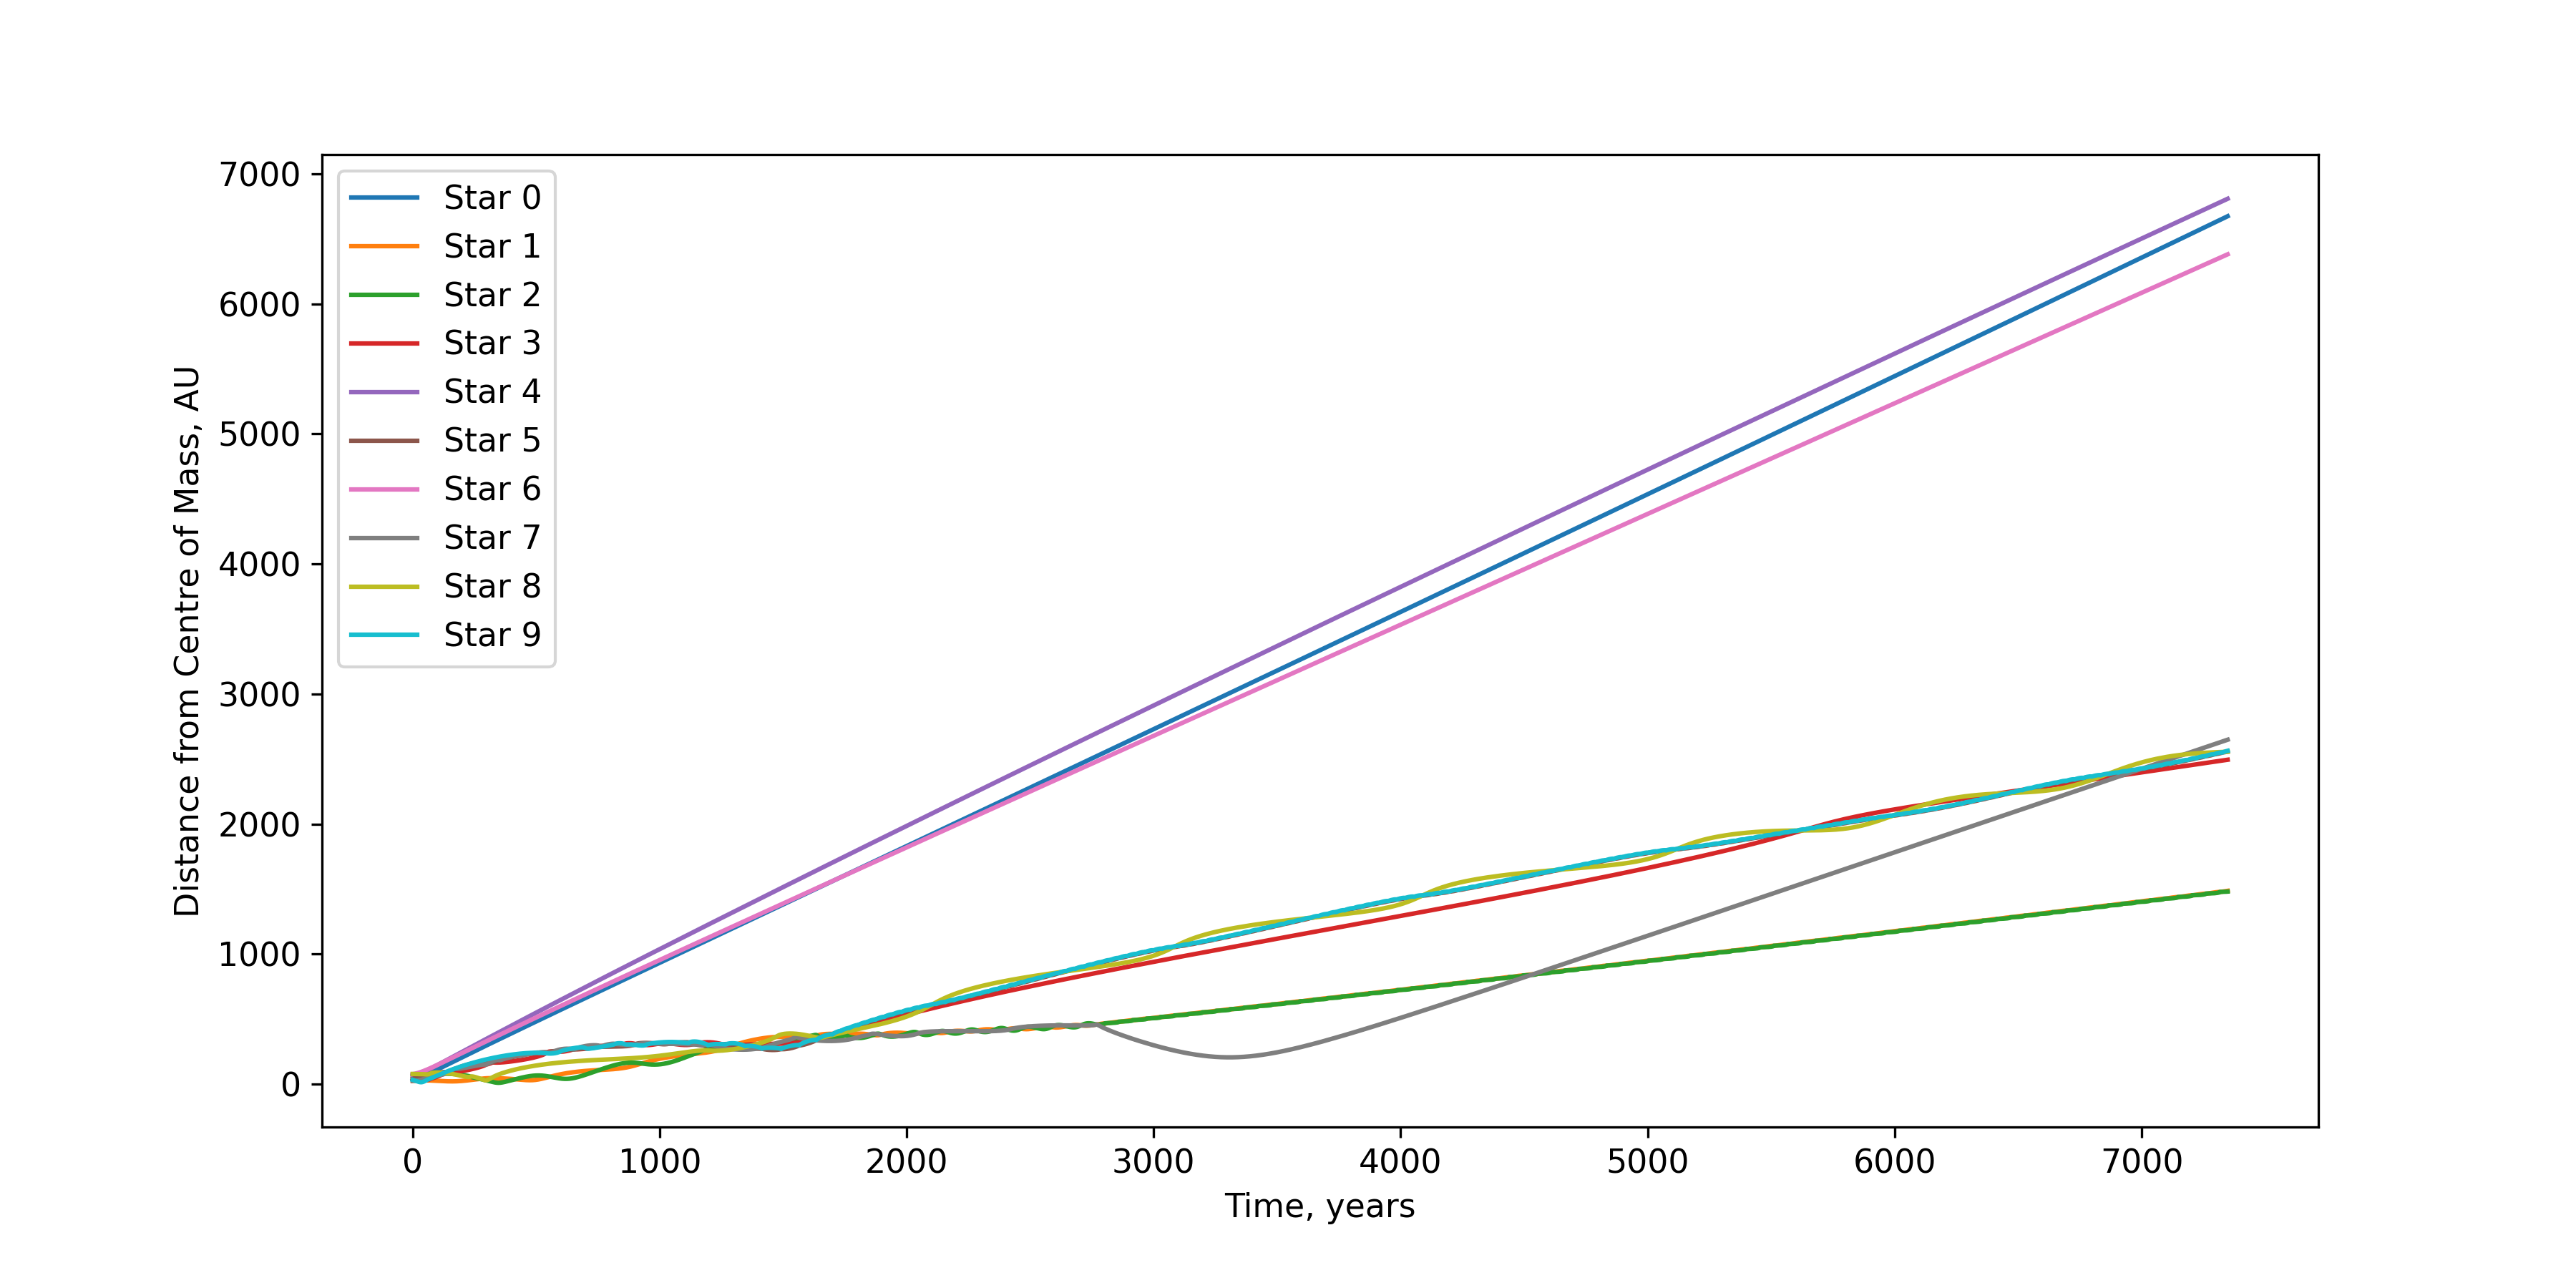 7000
6000
5000
4000
3000
2000
1000
0
Distance from Centre of Mass, AU
Star 0
Star 1
Star 2
Star 3
Star 4
Star 5
Star 6
Star 7
Star 8
Star 9
0 1000 2000 3000 4000 5000 6000 7000
Time, years